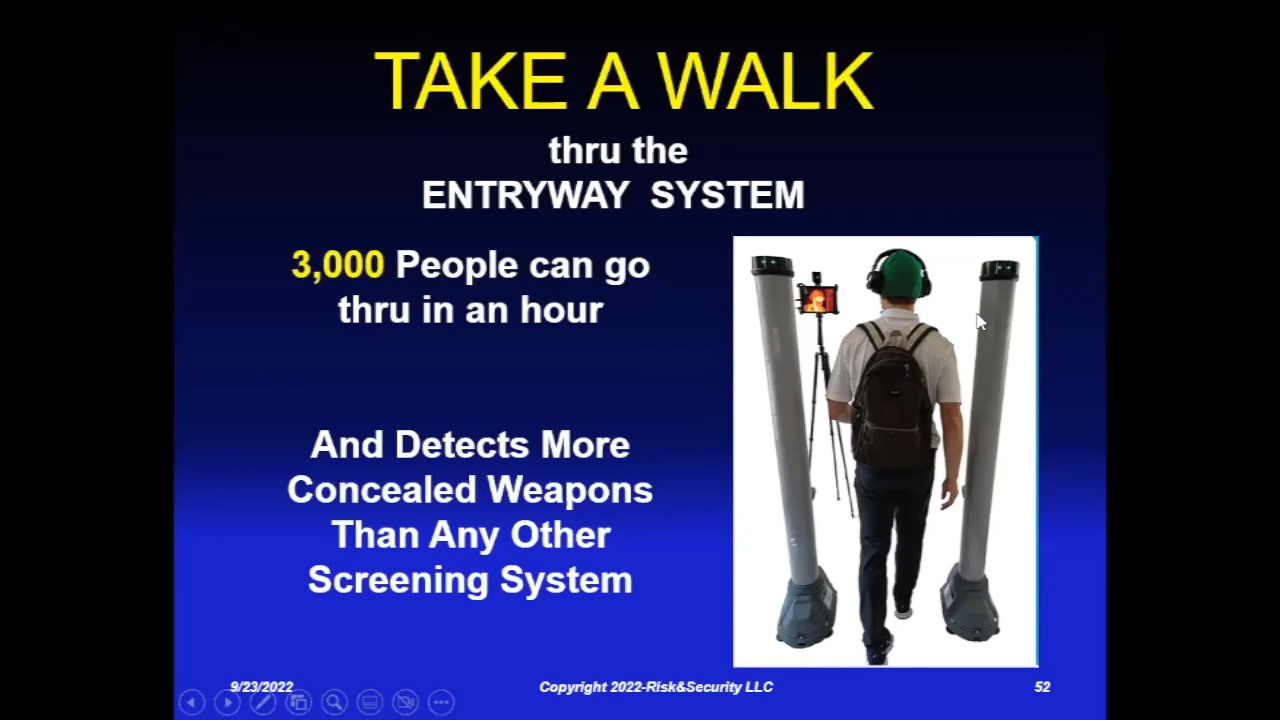 TAKE A WALK
thru the
ENTRYWAY SYSTEM
3,000 People can go
thru in an hour
And Detects More
Concealed Weapons
Than Any Other
Screening System
9/23/2022
Copyright 2022-Risk&Security LLC
52